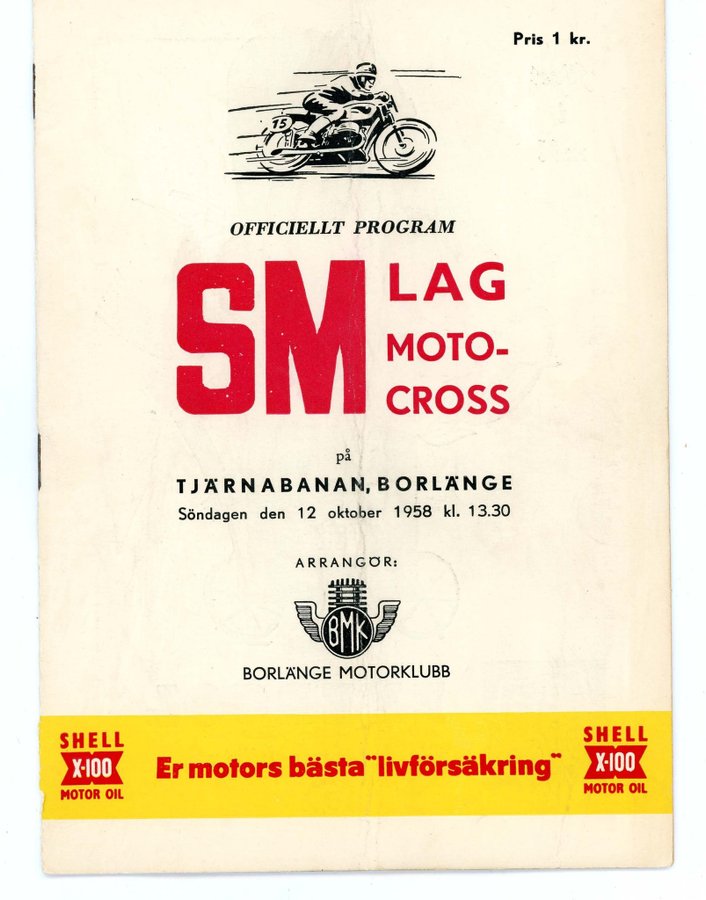 Pris 1 kr.
15
OFFICIELLT PROGRAM
SM LAG
MOTO-
CROSS
på
TJÄRNABANAN, BORLÄNGE
Söndagen den 12 oktober 1958 kl. 13.30
ARRANGÖR:
BMK
BORLÄNGE MOTORKLUBB
SHELL
X-100
MOTOR OIL
Er motors bästa "livförsäkring"
SHELL
X-100
MOTOR OIL